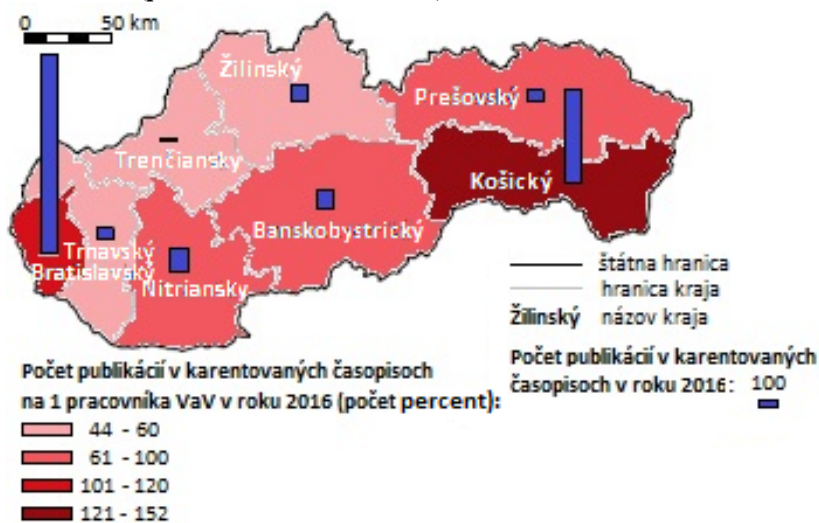 0 50 km
Žilinský
Prešovský
Trenčiansky
Košický
Banskobystrický
Trnavský
Bratislavský
Nitriansky
štátna hranica
hranica kraja
Žilinský názov kraja
Počet publikácií v karentovaných
časopisoch v roku 2016: 100
Počet publikácií v karentovaných časopisoch
na 1 pracovníka VaV v roku 2016 (počet percent):
44 - 60
61 - 100
101 - 120
121 - 152